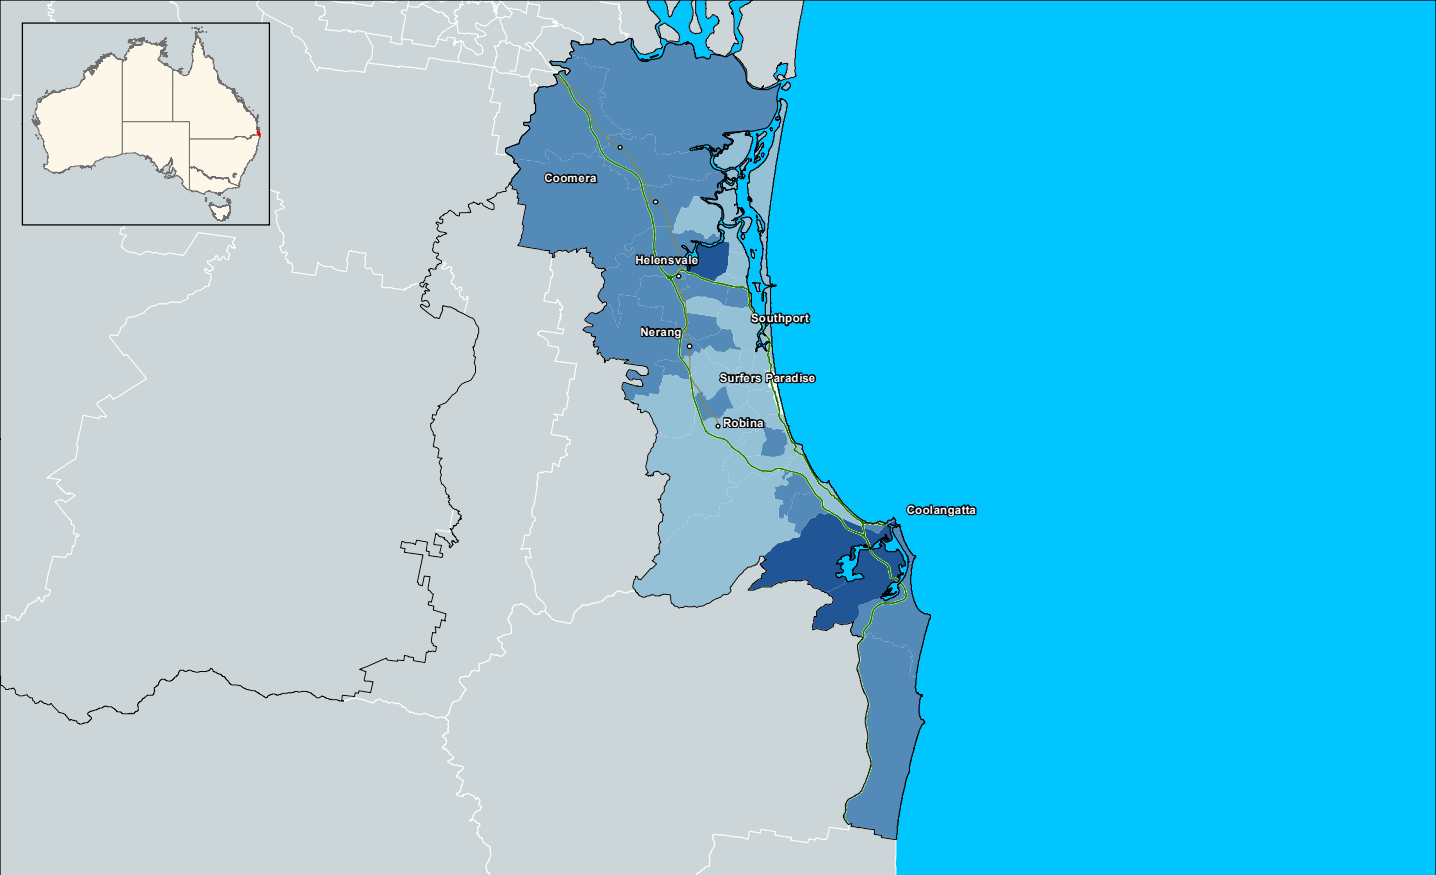 Coomera
Helensvale
Southport
Nerang
Surfers Paradise
Robina
Coolangatta